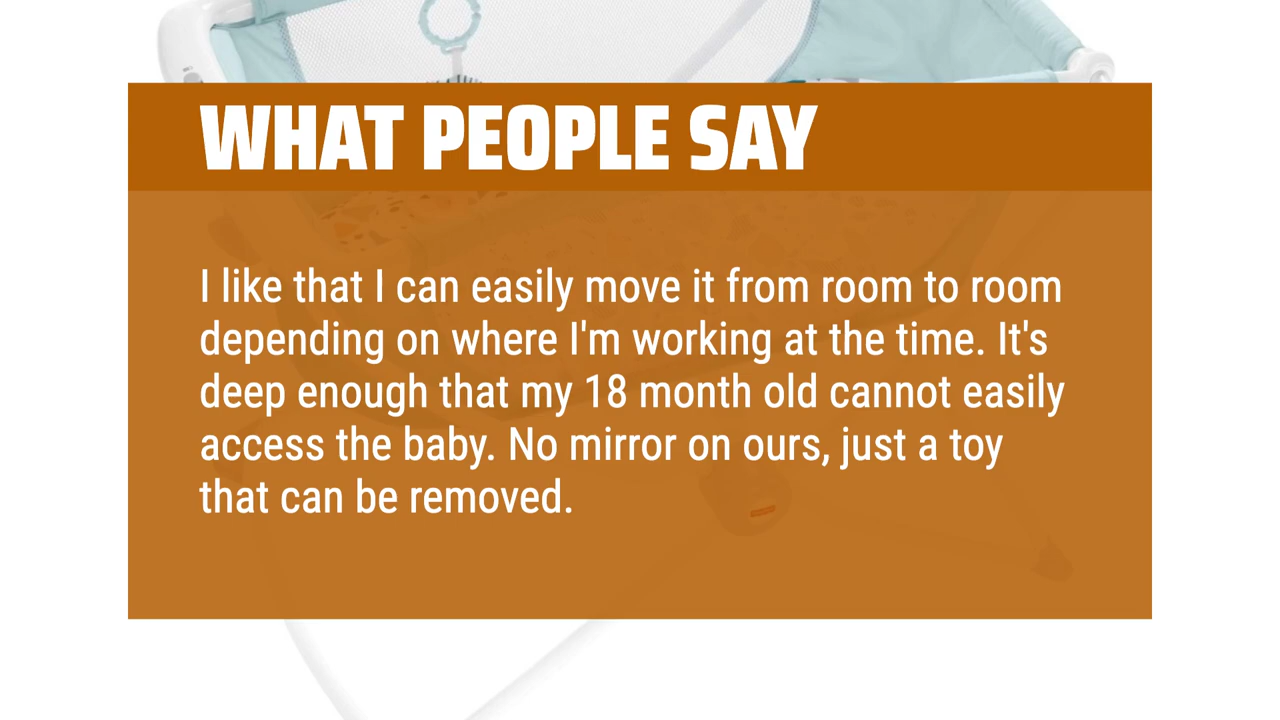 WHAT PEOPLE SAY
I like that I can easily move it from room to room
depending on where I'm working at the time. It's
deep enough that my 18 month old cannot easily
access the baby. No mirror on ours, just a toy
that can be removed.